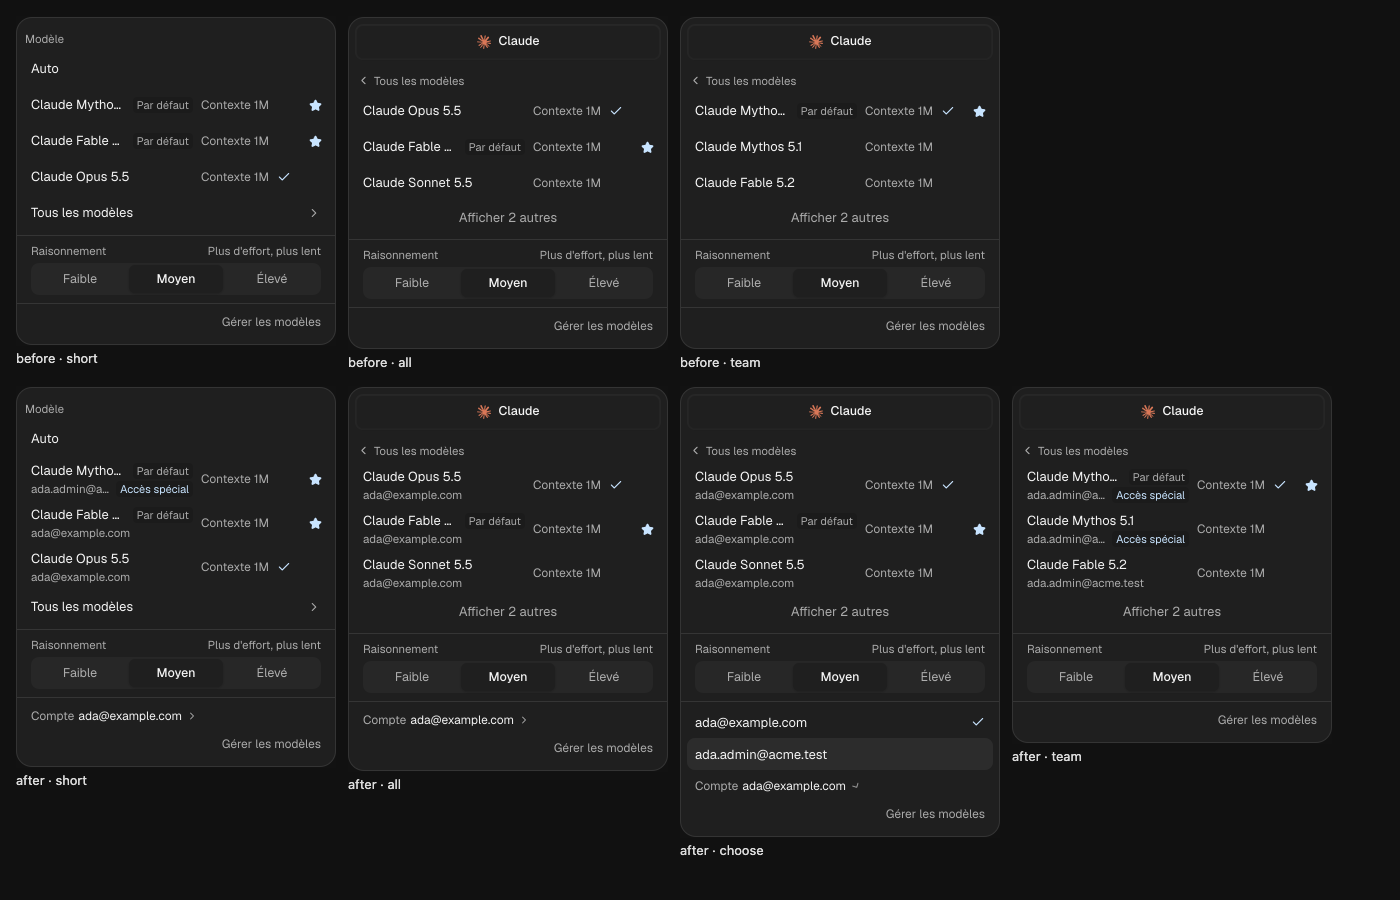 Modèle
Auto
Claude Mytho... Par défaut Contexte 1M
Claude Fable ... Par défaut Contexte 1M
Claude Opus 5.5 Contexte 1M
Tous les modèles
Raisonnement Plus d'effort, plus lent
Faible Moyen Élevé
Gérer les modèles
before · short
Claude
Tous les modèles
Claude Opus 5.5 Contexte 1M
Claude Fable ... Par défaut Contexte 1M
Claude Sonnet 5.5 Contexte 1M
Afficher 2 autres
Raisonnement Plus d'effort, plus lent
Faible Moyen Élevé
Gérer les modèles
before · all
Claude
Tous les modèles
Claude Mytho... Par défaut Contexte 1M
Claude Mythos 5.1 Contexte 1M
Claude Fable 5.2 Contexte 1M
Afficher 2 autres
Raisonnement Plus d'effort, plus lent
Faible Moyen Élevé
Gérer les modèles
before · team
Modèle
Auto
Claude Mytho... Par défaut Contexte 1M
ada.admin@a... Accès spécial
Claude Fable ... Par défaut Contexte 1M
ada@example.com
Claude Opus 5.5 Contexte 1M
ada@example.com
Tous les modèles
Raisonnement Plus d'effort, plus lent
Faible Moyen Élevé
Compte ada@example.com
Gérer les modèles
after · short
Claude
Tous les modèles
Claude Opus 5.5 Contexte 1M
ada@example.com
Claude Fable ... Par défaut Contexte 1M
ada@example.com
Claude Sonnet 5.5 Contexte 1M
ada@example.com
Afficher 2 autres
Raisonnement Plus d'effort, plus lent
Faible Moyen Élevé
Compte ada@example.com
Gérer les modèles
after · all
Claude
Tous les modèles
Claude Opus 5.5 Contexte 1M
ada@example.com
Claude Fable ... Par défaut Contexte 1M
ada@example.com
Claude Sonnet 5.5 Contexte 1M
ada@example.com
Afficher 2 autres
Raisonnement Plus d'effort, plus lent
Faible Moyen Élevé
ada@example.com
ada.admin@acme.test
Compte ada@example.com
Gérer les modèles
after · choose
Claude
Tous les modèles
Claude Mytho... Par défaut Contexte 1M
ada.admin@a... Accès spécial
Claude Mythos 5.1 Contexte 1M
ada.admin@a... Accès spécial
Claude Fable 5.2 Contexte 1M
ada.admin@acme.test
Afficher 2 autres
Raisonnement Plus d'effort, plus lent
Faible Moyen Élevé
Gérer les modèles
after · team